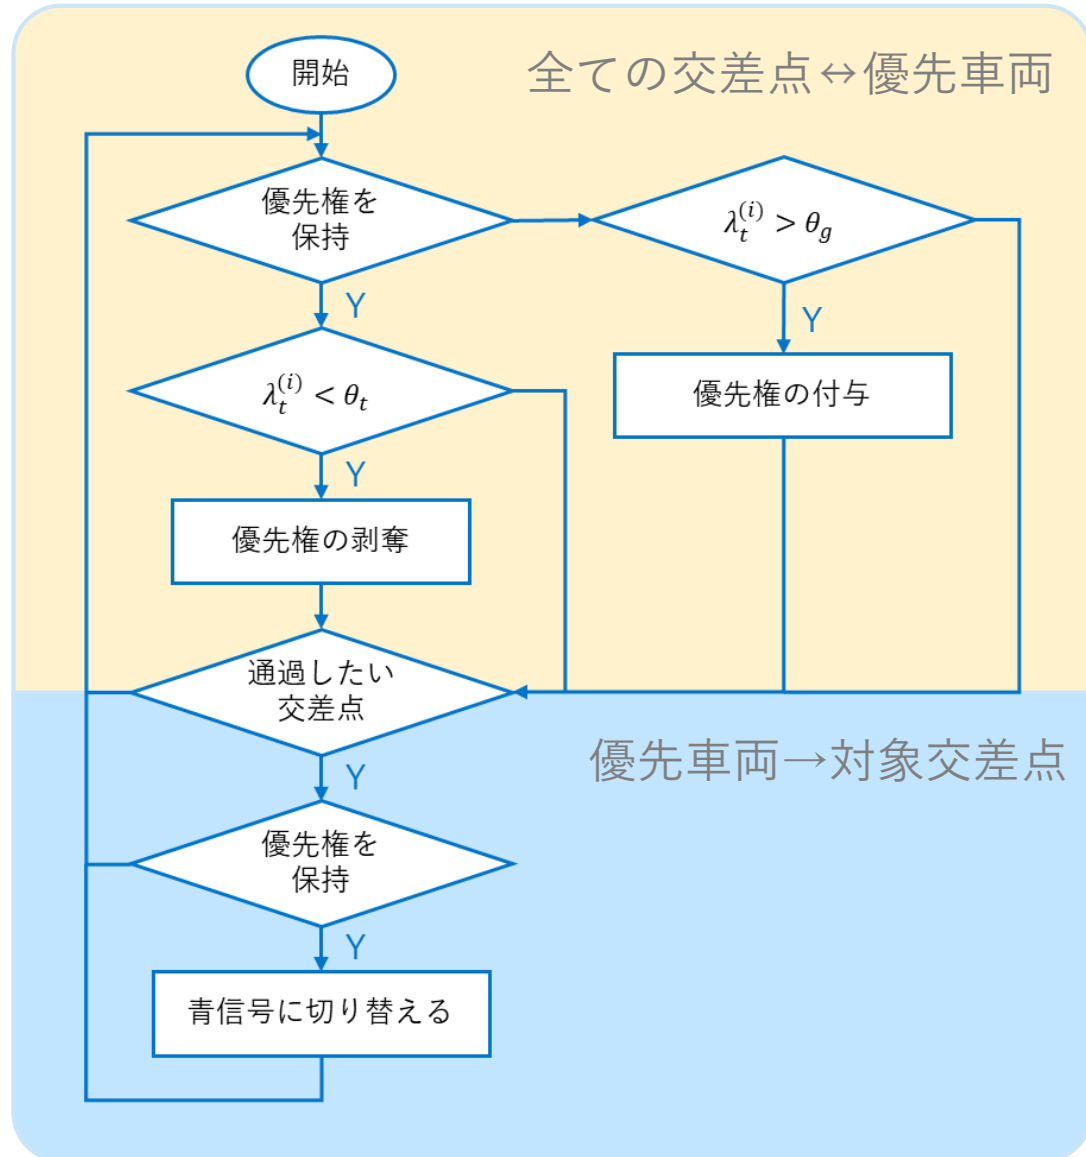 開始
全ての交差点↔優先車両
優先権を
保持
λ_t^{(i)} > θ_g
Y
Y
λ_t^{(i)} < θ_t
優先権の付与
Y
優先権の剥奪
通過したい
交差点
優先車両→対象交差点
Y
優先権を
保持
Y
青信号に切り替える